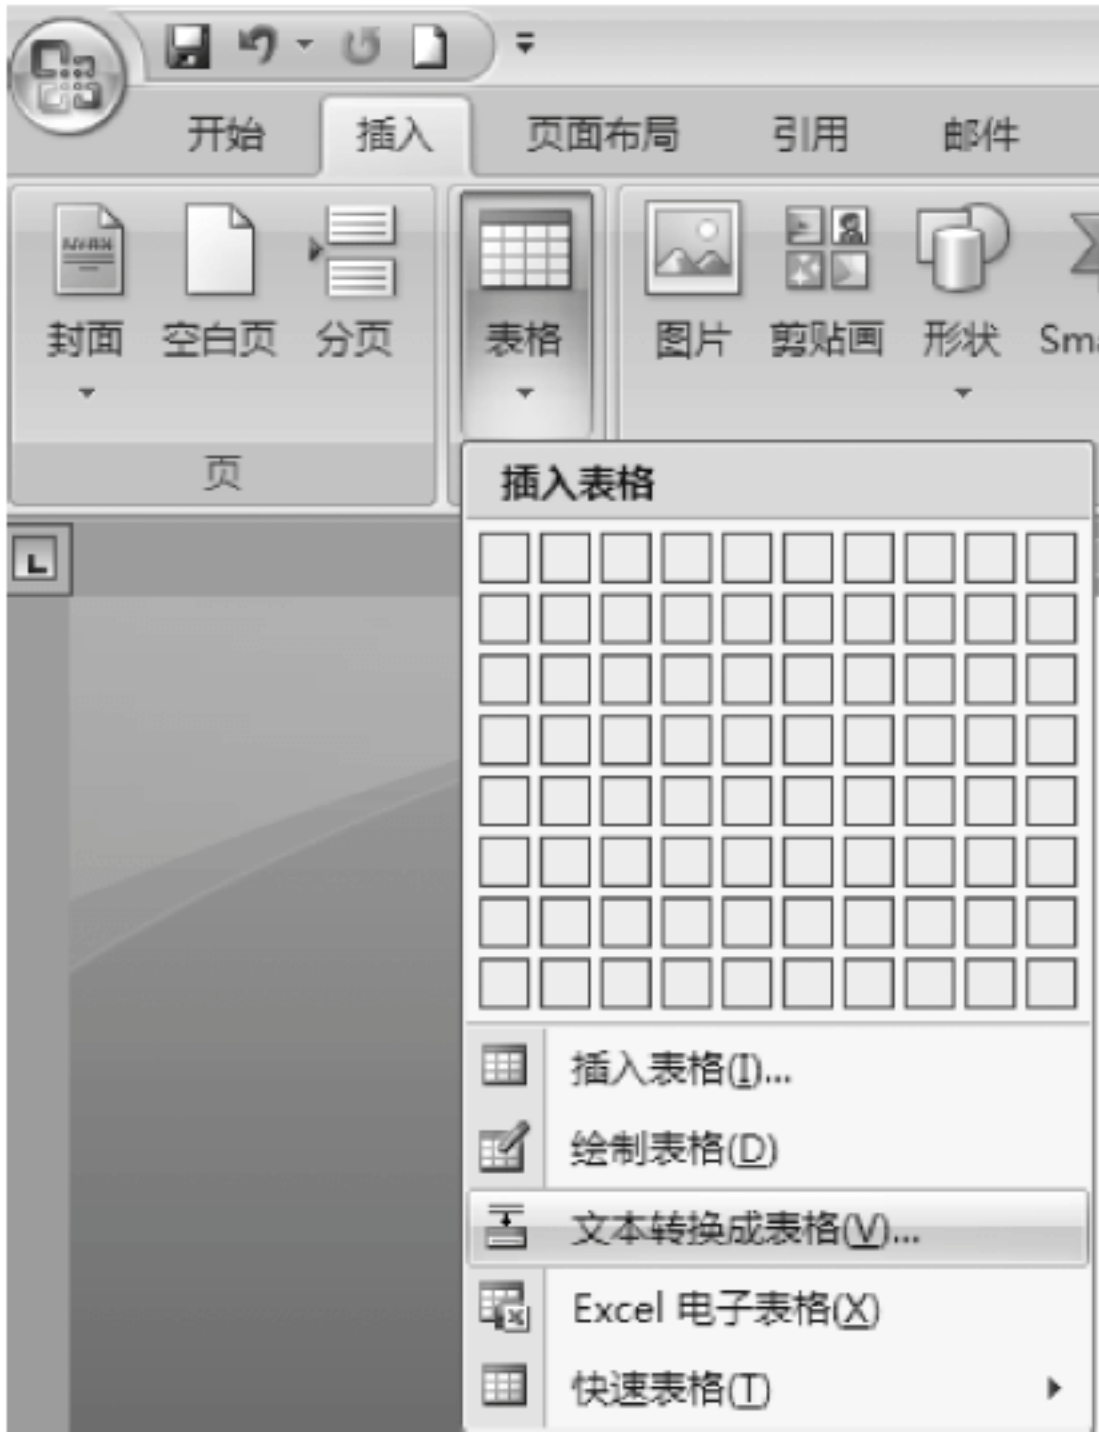 开始 插入 页面布局 引用 邮件
封面 空白页 分页 表格 图片 剪贴画 形状 Sma
页
插入表格
插入表格(I)...
绘制表格(D)
文本转换成表格(V)...
Excel 电子表格(X)
快速表格(T)